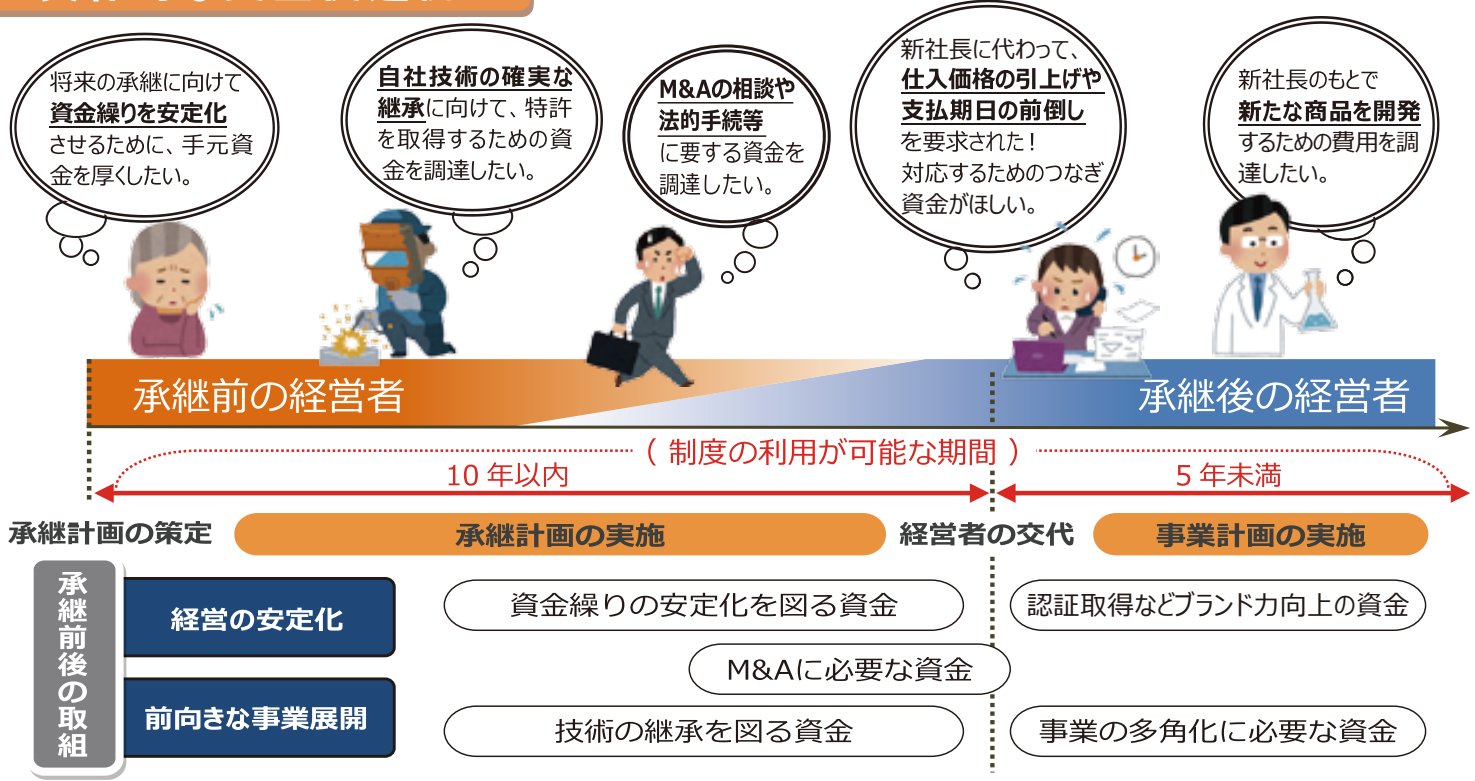 将来の承継に向けて
資金繰りを安定化
させるために、手元資
金を厚くしたい。
自社技術の確実な
継承に向けて、特許
を取得するための資
金を調達したい。
M&Aの相談や
法的手続等
に要する資金を
調達したい。
新社長に代わって、
仕入価格の引上げや
支払期日の前倒し
を要求された！
対応するためのつなぎ
資金がほしい。
新社長のもとで
新たな商品を開発
するための費用を調
達したい。
承継前の経営者
承継後の経営者
（ 制度の利用が可能な期間 ）
10 年以内
5 年未満
承継計画の策定
承継計画の実施
経営者の交代
事業計画の実施
承継前後の取組
経営の安定化
資金繰りの安定化を図る資金
認証取得などブランド力向上の資金
M&Aに必要な資金
前向きな事業展開
技術の継承を図る資金
事業の多角化に必要な資金